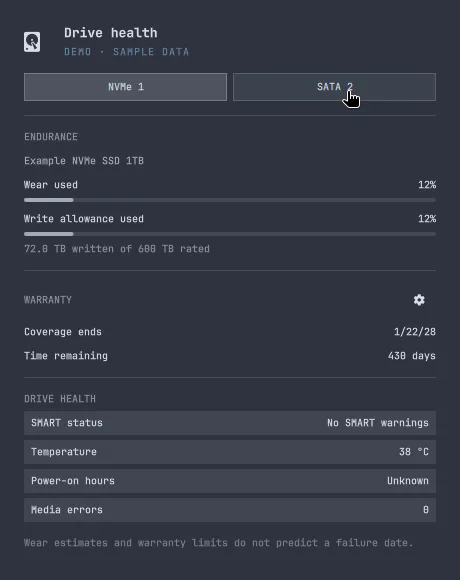 Drive health
DEMO · SAMPLE DATA
NVMe 1 SATA 2
ENDURANCE
Example NVMe SSD 1TB
Wear used 12%
Write allowance used 12%
72.0 TB written of 600 TB rated
WARRANTY
Coverage ends 1/22/28
Time remaining 430 days
DRIVE HEALTH
SMART status No SMART warnings
Temperature 38 °C
Power-on hours Unknown
Media errors 0
Wear estimates and warranty limits do not predict a failure date.